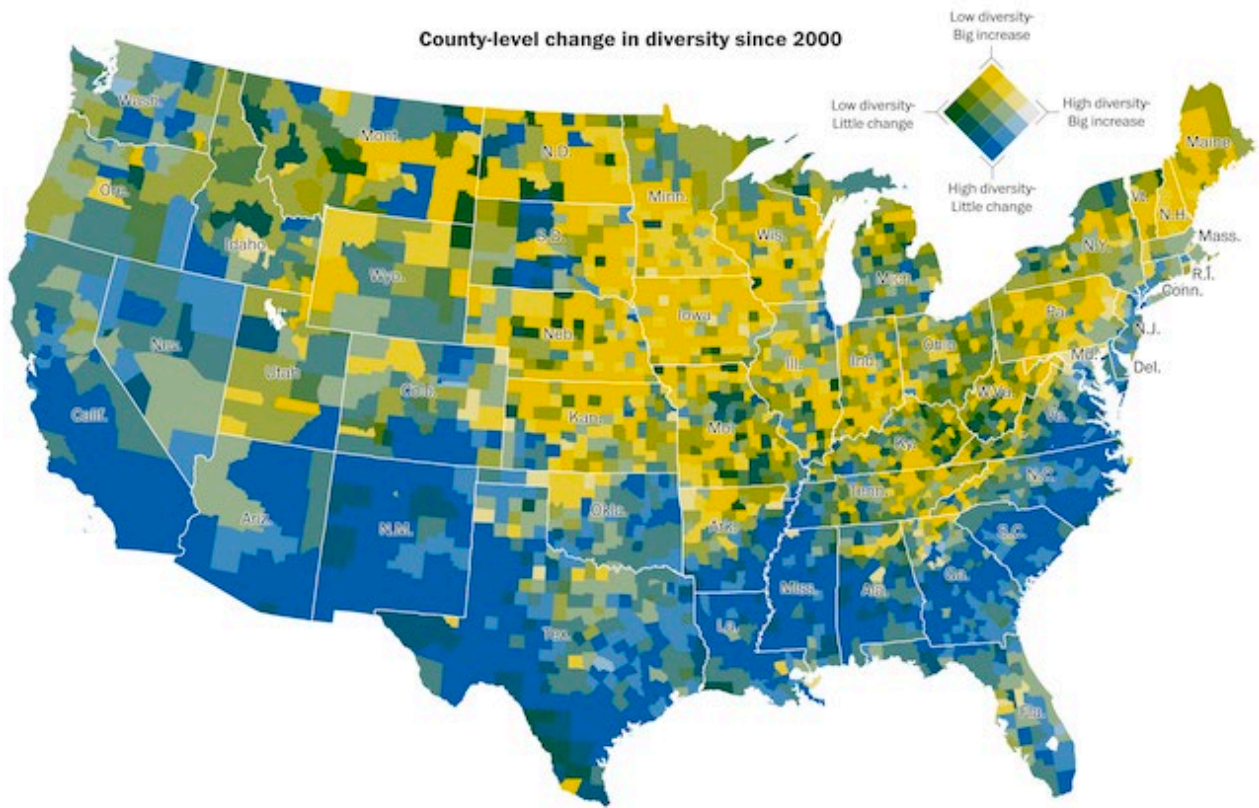 County-level change in diversity since 2000
Low diversity-
Big increase
Low diversity-
Little change
High diversity-
Big increase
High diversity-
Little change
Wash.
Mont.
N.D.
Minn.
Maine
Ore.
Idaho
S.D.
Wis.
Vt.
N.H.
Wyo.
Mich.
N.Y.
Mass.
R.I.
Conn.
Nev.
Utah
Colo.
Neb.
Iowa
Ill.
Ind.
Ohio
Pa.
N.J.
Md.
Del.
Calif.
Kan.
Mo.
Ky.
W.Va.
Va.
Ariz.
N.M.
Okla.
Ark.
Tenn.
N.C.
S.C.
Tex.
La.
Miss.
Ala.
Ga.
Fla.